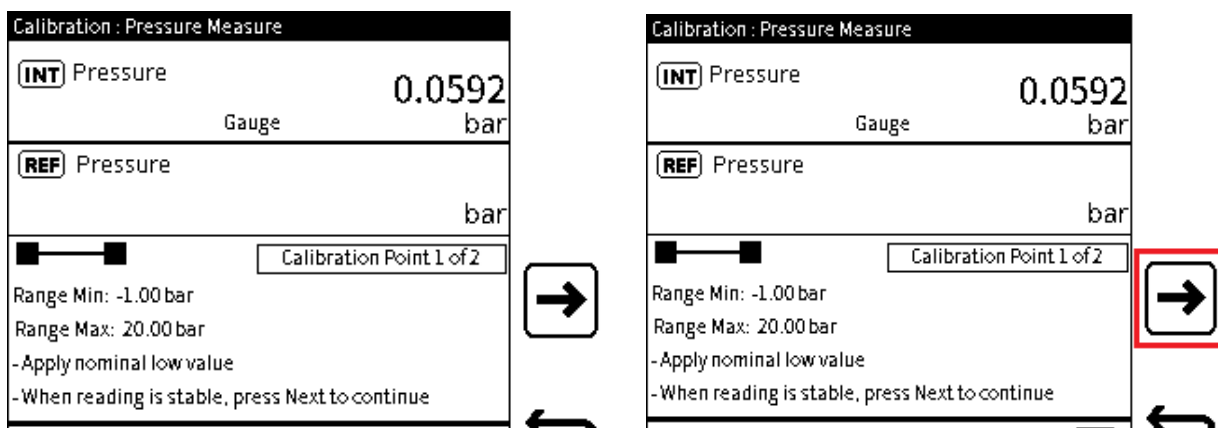 Calibration : Pressure Measure
INT Pressure
0.0592
Gauge bar
REF Pressure
bar
Calibration Point 1 of 2
Range Min: -1.00 bar
Range Max: 20.00 bar
- Apply nominal low value
- When reading is stable, press Next to continue
Calibration : Pressure Measure
INT Pressure
0.0592
Gauge bar
REF Pressure
bar
Calibration Point 1 of 2
Range Min: -1.00 bar
Range Max: 20.00 bar
- Apply nominal low value
- When reading is stable, press Next to continue